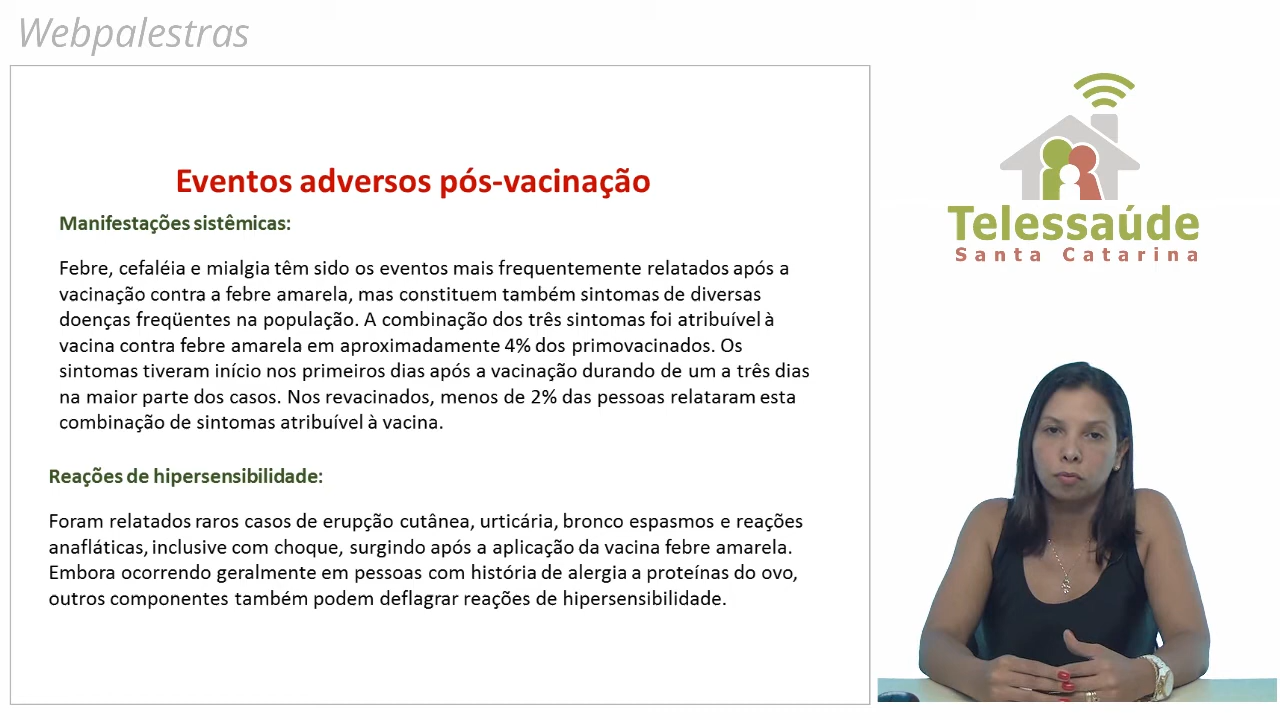 Webpalestras
Eventos adversos pós-vacinação
Manifestações sistêmicas:
Febre, cefaléia e mialgia têm sido os eventos mais frequentemente relatados após a
vacinação contra a febre amarela, mas constituem também sintomas de diversas
doenças freqüentes na população. A combinação dos três sintomas foi atribuível à
vacina contra febre amarela em aproximadamente 4% dos primovacinados. Os
sintomas tiveram início nos primeiros dias após a vacinação durando de um a três dias
na maior parte dos casos. Nos revacinados, menos de 2% das pessoas relataram esta
combinação de sintomas atribuível à vacina.
Reações de hipersensibilidade:
Foram relatados raros casos de erupção cutânea, urticária, bronco espasmos e reações
anafláticas, inclusive com choque, surgindo após a aplicação da vacina febre amarela.
Embora ocorrendo geralmente em pessoas com história de alergia a proteínas do ovo,
outros componentes também podem deflagrar reações de hipersensibilidade.
Telessaúde
Santa Catarina